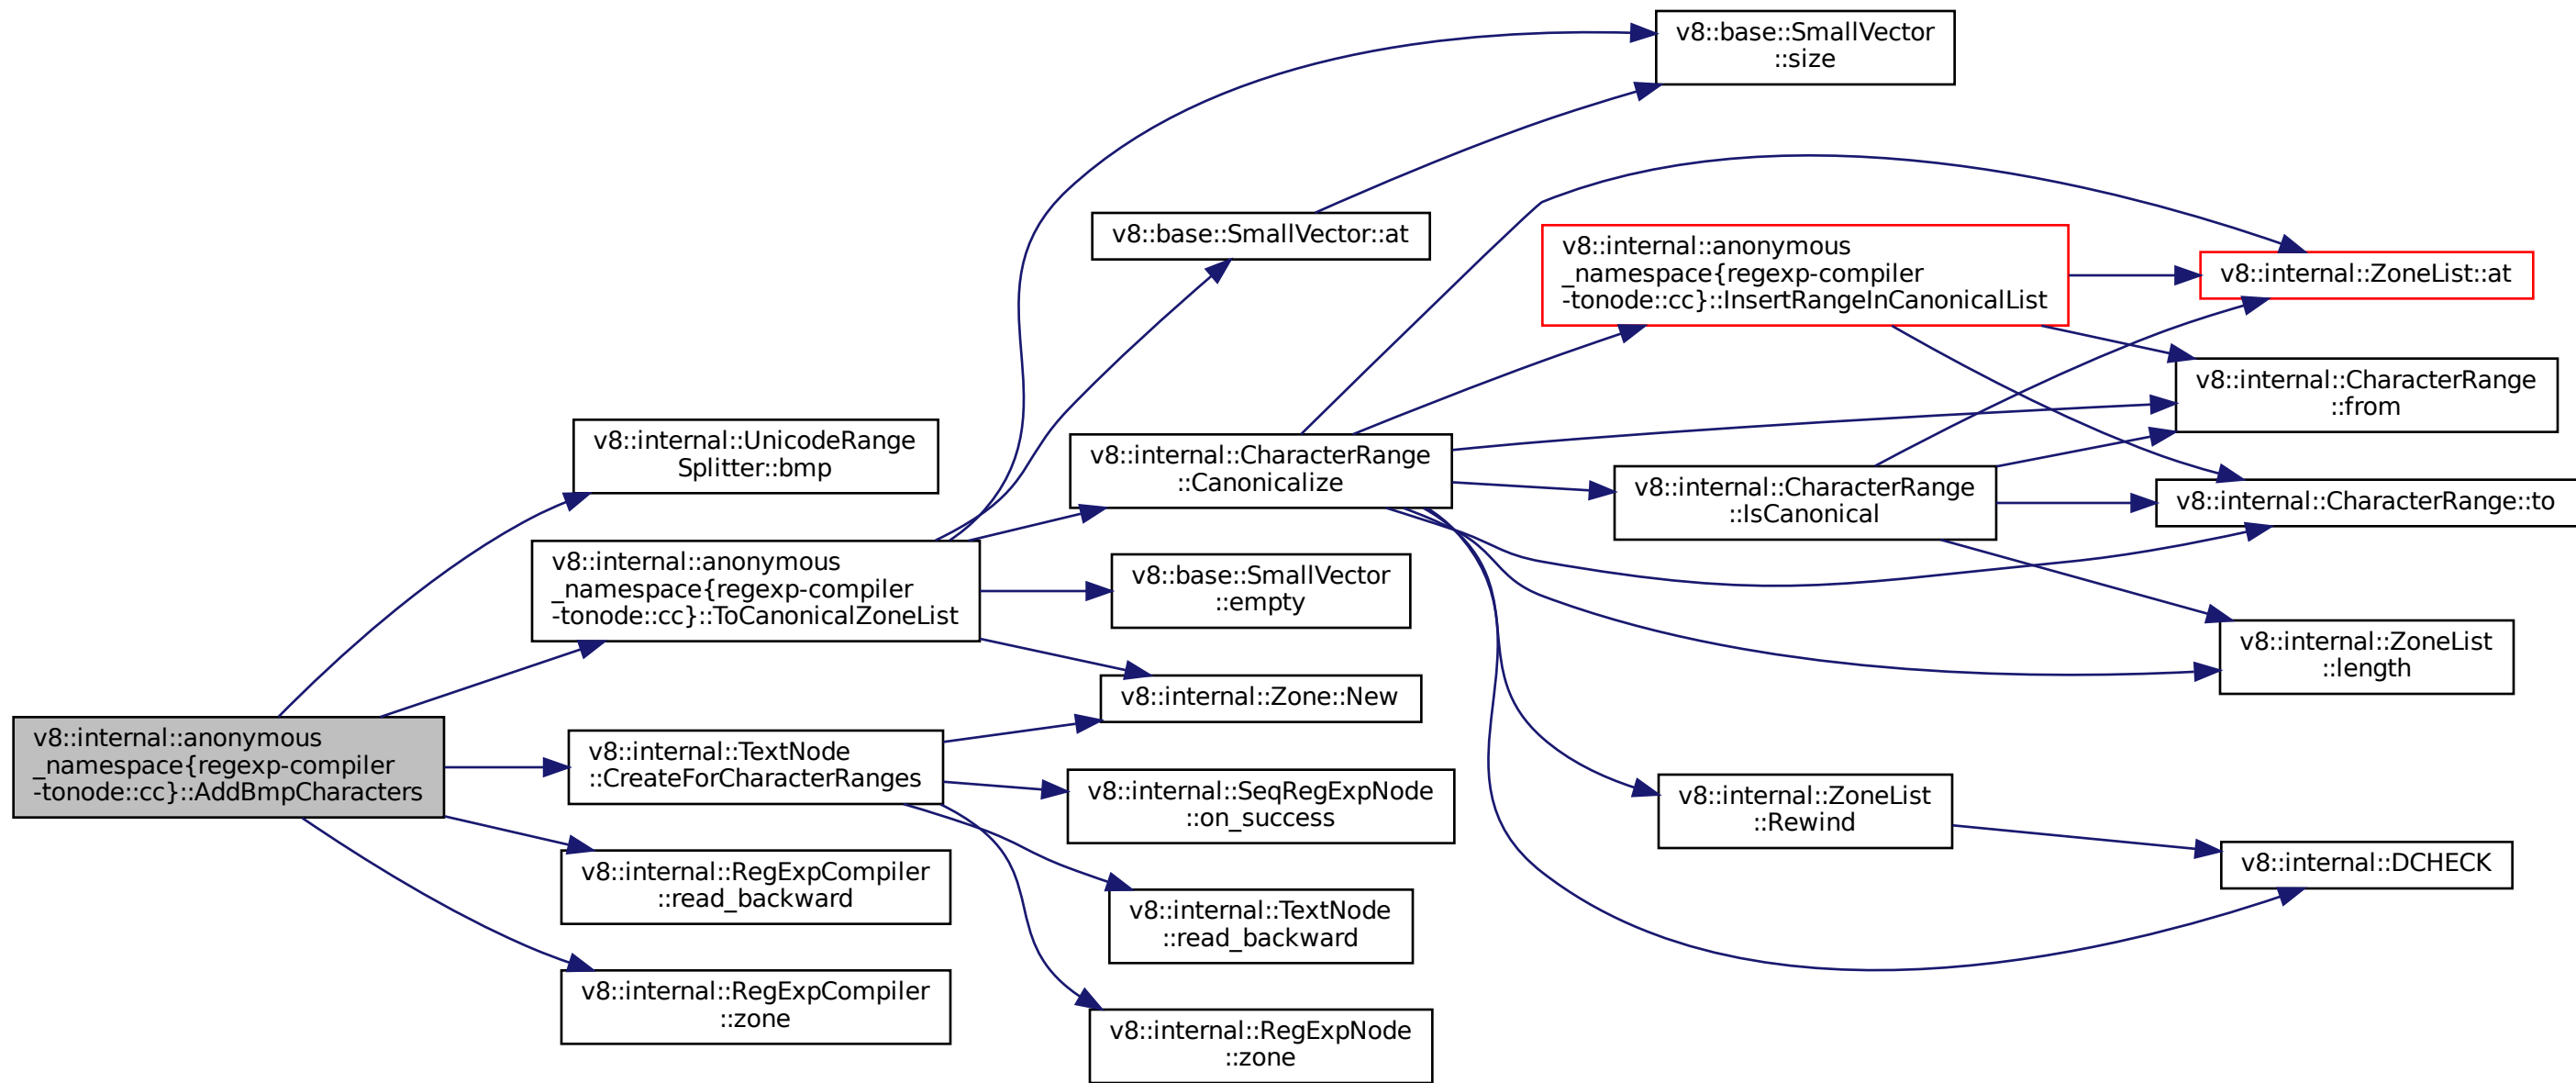 v8::internal::anonymous
_namespace{regexp-compiler
-tonode::cc}::AddBmpCharacters
v8::internal::UnicodeRange
Splitter::bmp
v8::internal::anonymous
_namespace{regexp-compiler
-tonode::cc}::ToCanonicalZoneList
v8::internal::TextNode
::CreateForCharacterRanges
v8::internal::RegExpCompiler
::read_backward
v8::internal::RegExpCompiler
::zone
v8::base::SmallVector::at
v8::internal::CharacterRange
::Canonicalize
v8::base::SmallVector
::empty
v8::internal::Zone::New
v8::internal::SeqRegExpNode
::on_success
v8::internal::TextNode
::read_backward
v8::internal::RegExpNode
::zone
v8::base::SmallVector
::size
v8::internal::anonymous
_namespace{regexp-compiler
-tonode::cc}::InsertRangeInCanonicalList
v8::internal::CharacterRange
::IsCanonical
v8::internal::ZoneList
::Rewind
v8::internal::ZoneList::at
v8::internal::CharacterRange
::from
v8::internal::CharacterRange::to
v8::internal::ZoneList
::length
v8::internal::DCHECK